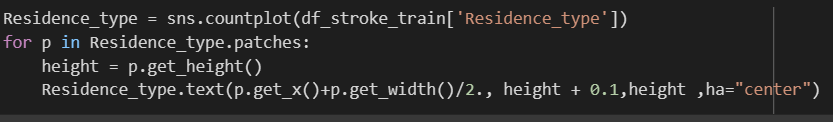 Residence_type = sns.countplot(df_stroke_train['Residence_type'])
for p in Residence_type.patches:
    height = p.get_height()
    Residence_type.text(p.get_x()+p.get_width()/2., height + 0.1,height ,ha="center")